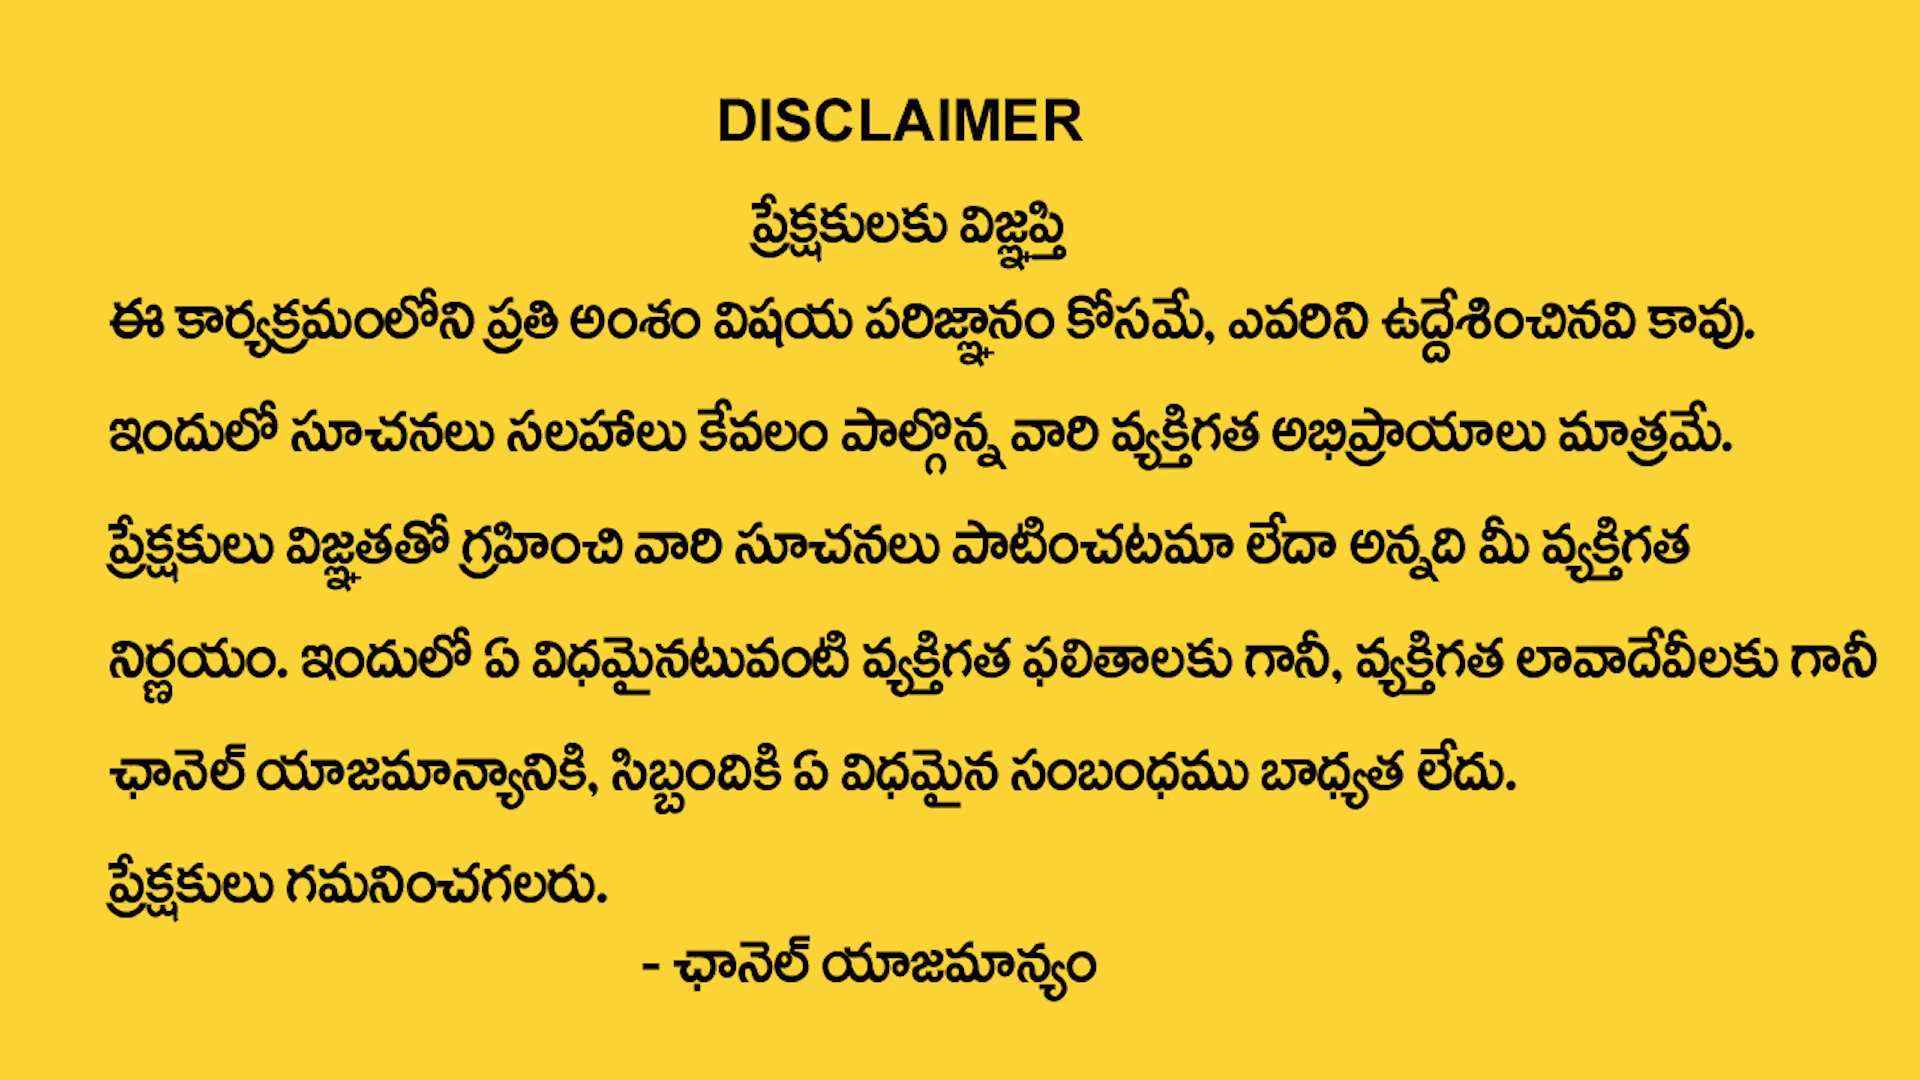 DISCLAIMER
ప్రేక్షకులకు విజ్ఞప్తి
ఈ కార్యక్రమంలోని ప్రతి అంశం విషయ పరిజ్ఞానం కోసమే, ఎవరిని ఉద్దేశించినవి కావు.
ఇందులో సూచనలు సలహాలు కేవలం పాల్గొన్న వారి వ్యక్తిగత అభిప్రాయాలు మాత్రమే.
ప్రేక్షకులు విజ్ఞతతో గ్రహించి వారి సూచనలు పాటించటమా లేదా అన్నది మీ వ్యక్తిగత
నిర్ణయం. ఇందులో ఏ విధమైనటువంటి వ్యక్తిగత ఫలితాలకు గానీ, వ్యక్తిగత లావాదేవీలకు గానీ
ఛానెల్ యాజమాన్యానికి, సిబ్బందికి ఏ విధమైన సంబంధము బాధ్యత లేదు.
ప్రేక్షకులు గమనించగలరు.
- ఛానెల్ యాజమాన్యం